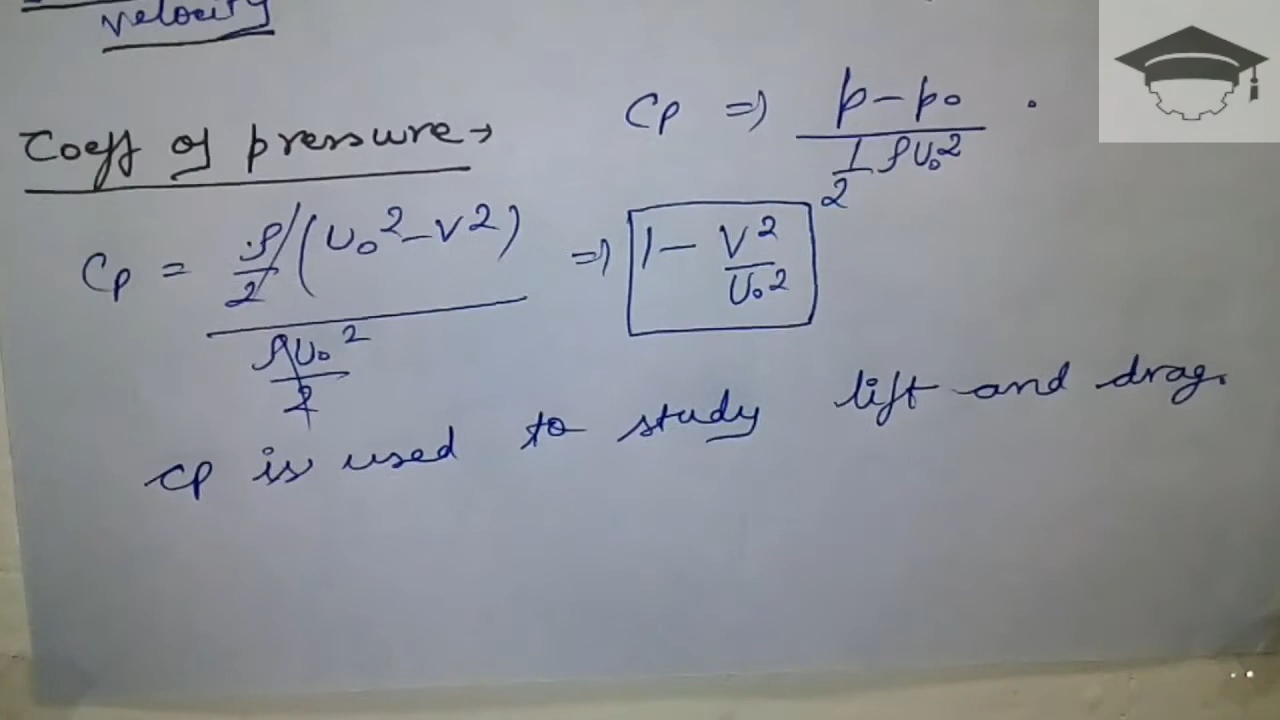 velocity
Coeff of pressure →
Cp ⇒ p - p₀ / ½ ρU₀² .
Cp = ρ/2 (U₀² - V²) / ρU₀²/2 ⇒ 1 - V²/U₀²
Cp is used to study lift and drag.